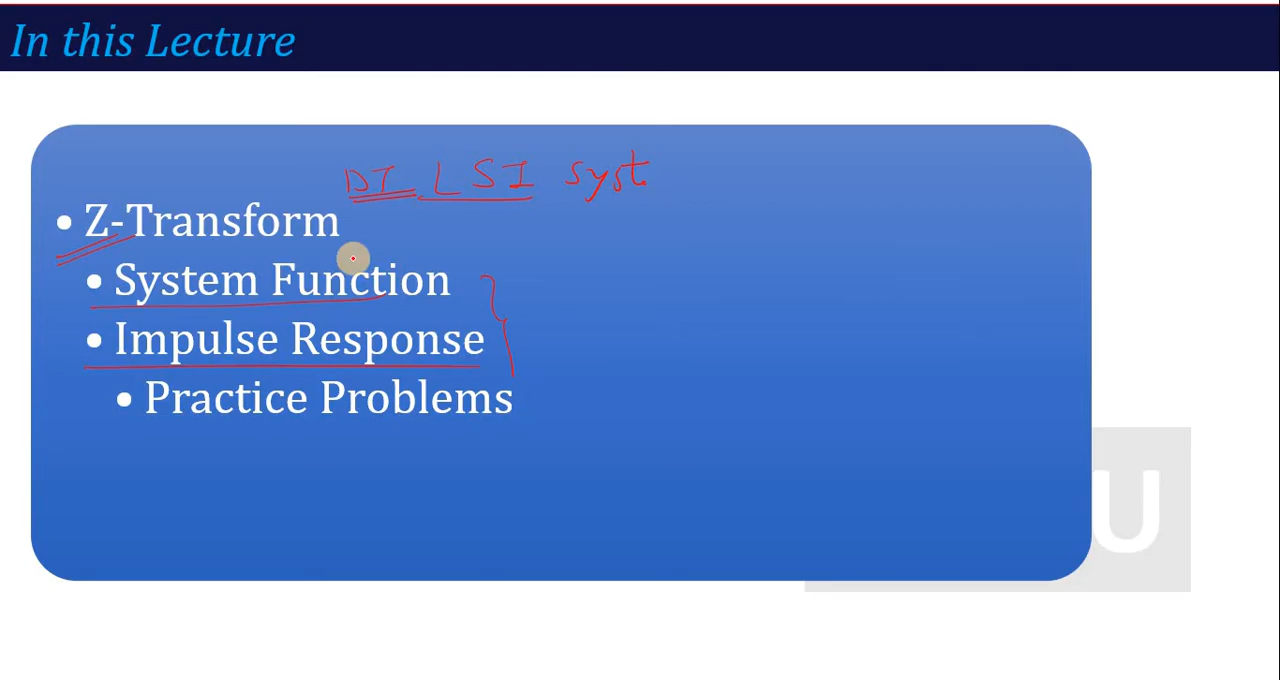 In this Lecture
DT LSI Syst.
• Z-Transform
• System Function
• Impulse Response
• Practice Problems
U